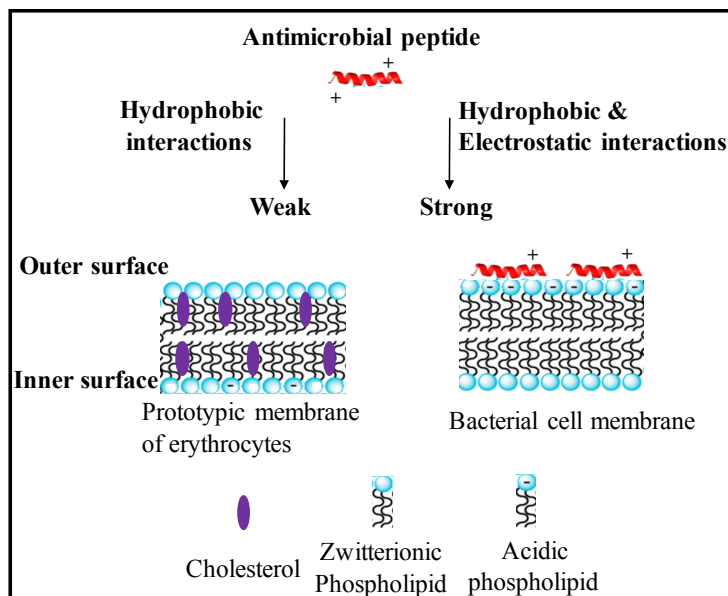 Antimicrobial peptide
+
+
Hydrophobic
interactions
Hydrophobic &
Electrostatic interactions
Weak
Strong
+
+
Outer surface
- - - - -
Inner surface
- -
Prototypic membrane
of erythrocytes
Bacterial cell membrane
-
Cholesterol
Zwitterionic
Phospholipid
Acidic
phospholipid